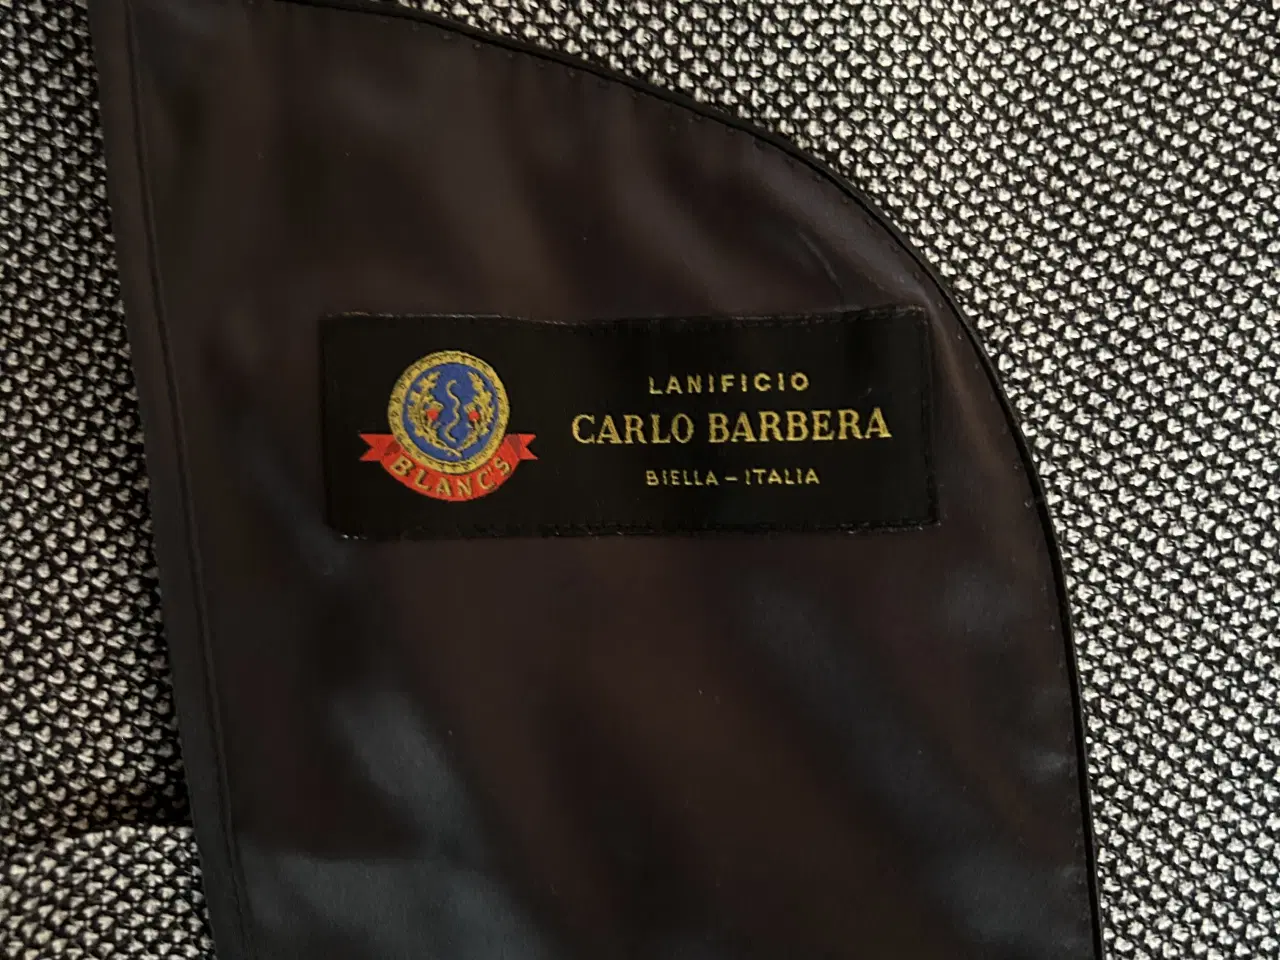 BLANC'S
LANIFICIO
CARLO BARBERA
BIELLA - ITALIA